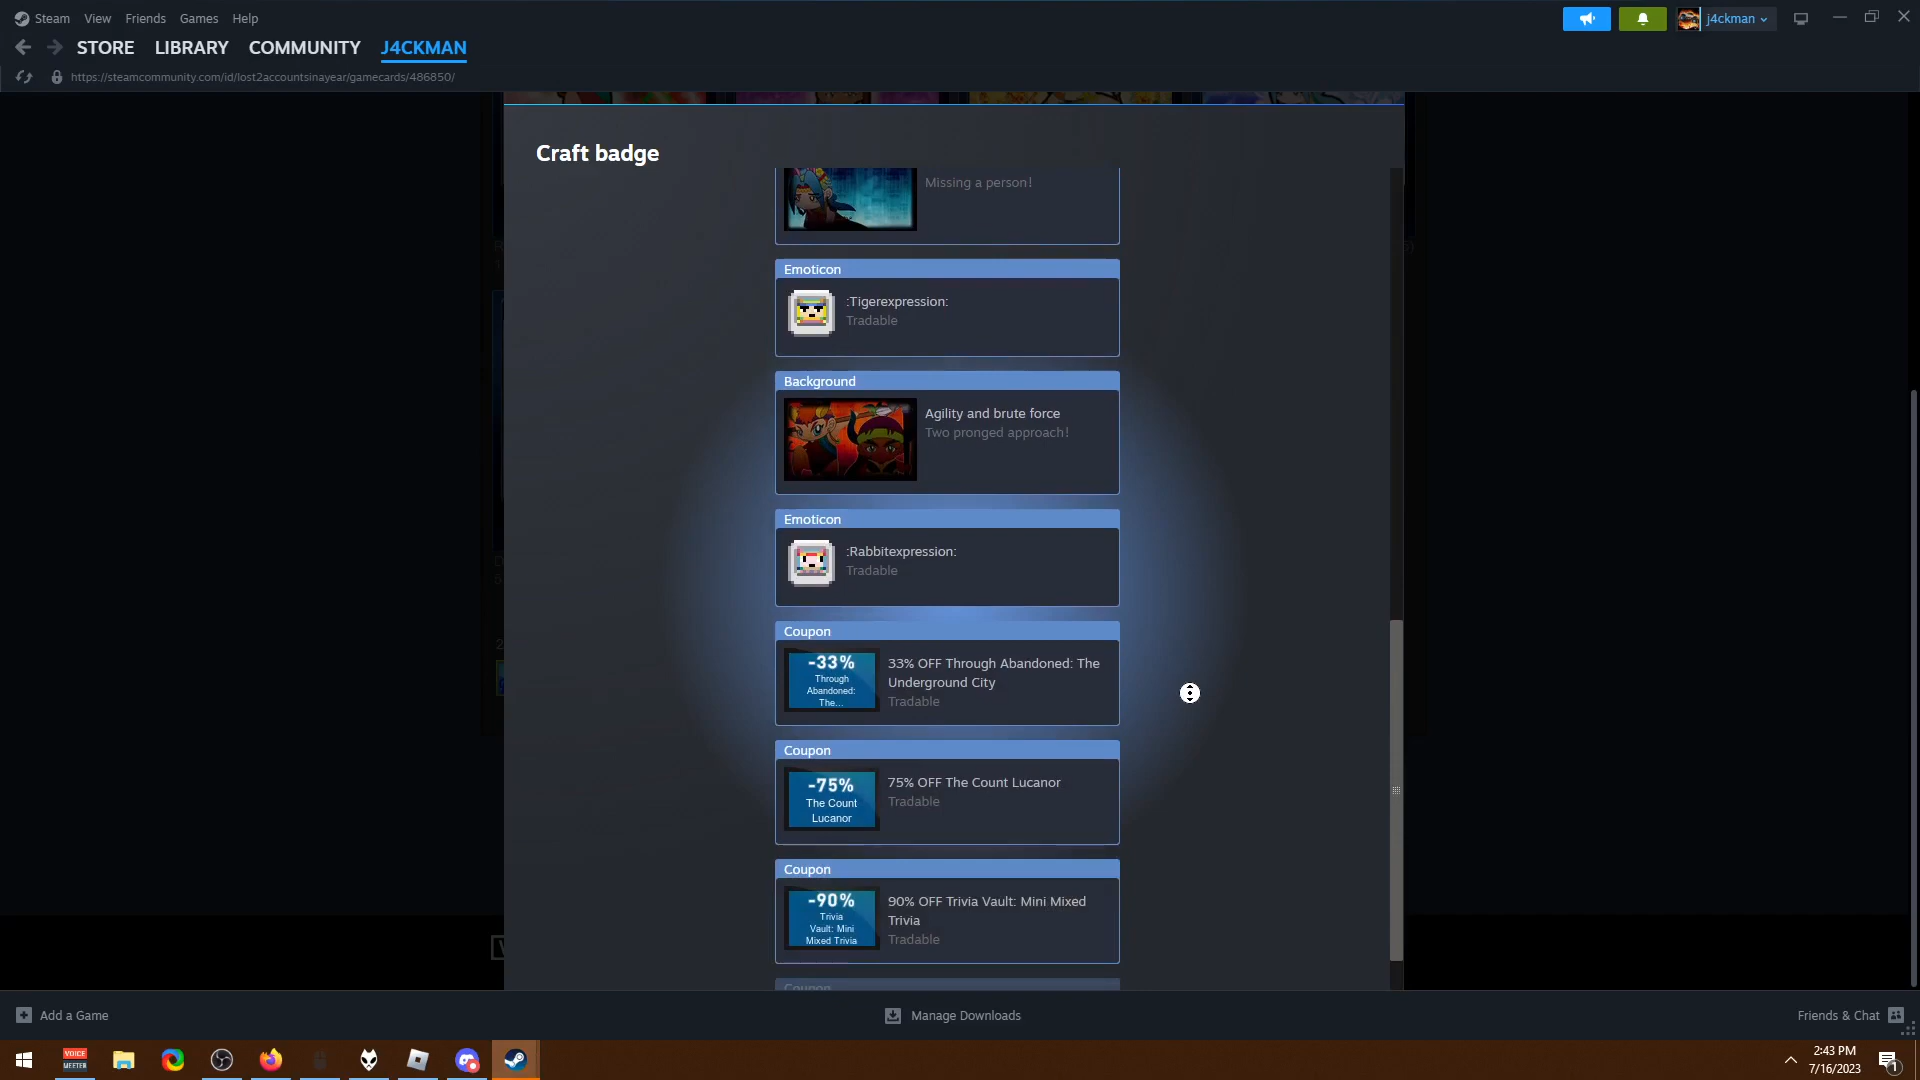 Steam View Friends Games Help
j4ckman
STORE LIBRARY COMMUNITY J4CKMAN
https://steamcommunity.com/id/lost2accountsinayear/gamecards/486850/
Craft badge
Missing a person!
Emoticon
:Tigerexpression:
Tradable
Background
Agility and brute force
Two pronged approach!
Emoticon
:Rabbitexpression:
Tradable
Coupon
-33%
Through
Abandoned:
The...
33% OFF Through Abandoned: The
Underground City
Tradable
Coupon
-75%
The Count
Lucanor
75% OFF The Count Lucanor
Tradable
Coupon
-90%
Trivia
Vault: Mini
Mixed Trivia
90% OFF Trivia Vault: Mini Mixed
Trivia
Tradable
Coupon
Add a Game
Manage Downloads
Friends & Chat
VOICE
MEETER
2:43 PM
7/16/2023
1